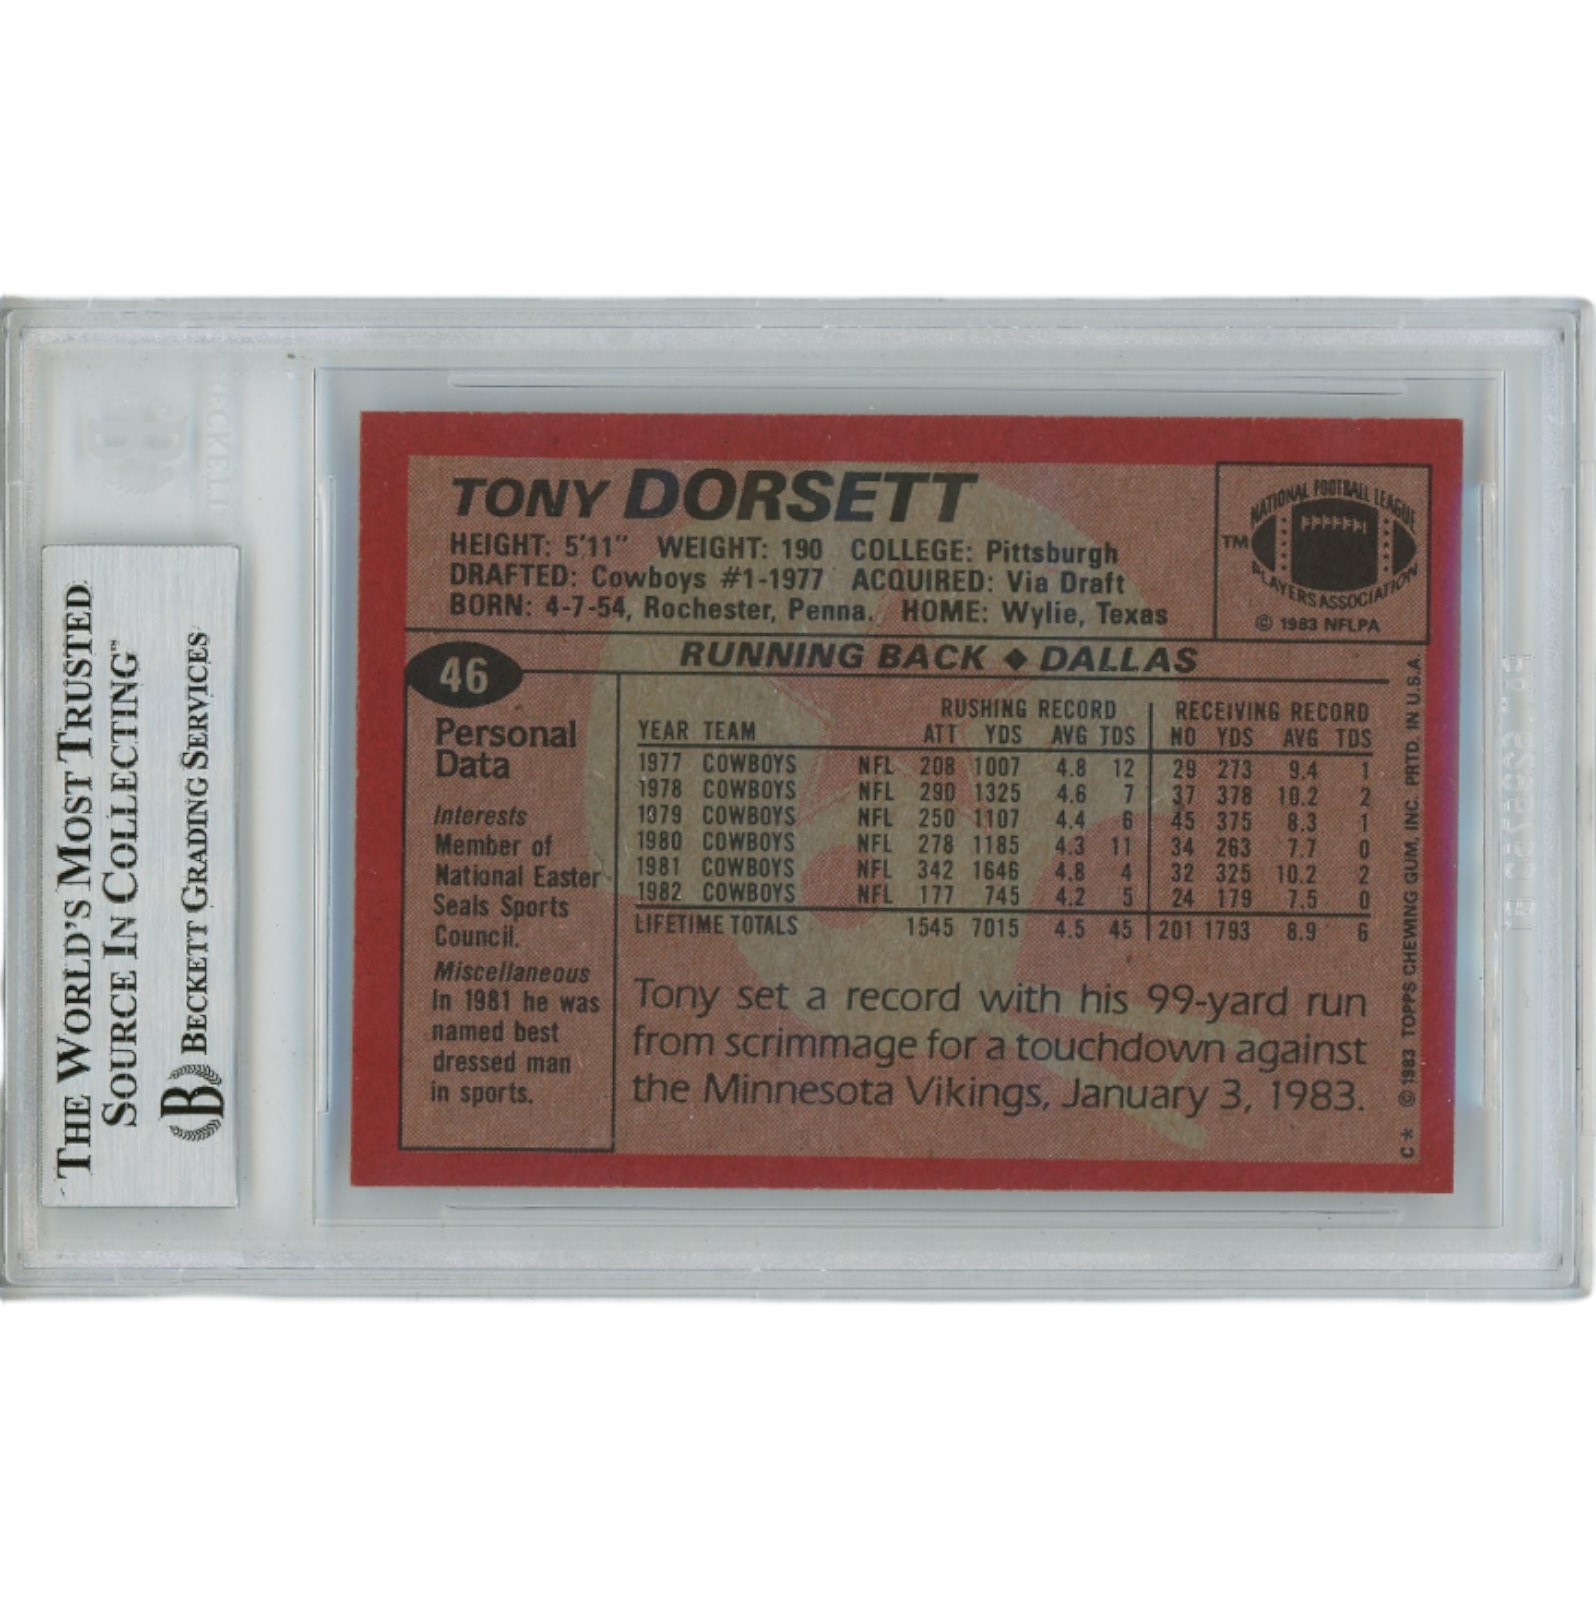 THE WORLD'S MOST TRUSTED
SOURCE IN COLLECTING™
BECKETT GRADING SERVICES
B
TONY DORSETT
HEIGHT: 5'11" WEIGHT: 190 COLLEGE: Pittsburgh
DRAFTED: Cowboys #1-1977 ACQUIRED: Via Draft
BORN: 4-7-54, Rochester, Penna. HOME: Wylie, Texas
NATIONAL FOOTBALL LEAGUE
TM
PLAYERS ASSOCIATION
© 1983 NFLPA
46
RUNNING BACK ◆ DALLAS
Personal
Data
Interests
Member of
National Easter
Seals Sports
Council.
Miscellaneous
In 1981 he was
named best
dressed man
in sports.
RUSHING RECORD RECEIVING RECORD
YEAR TEAM ATT YDS AVG TDS NO YDS AVG TDS
1977 COWBOYS NFL 208 1007 4.8 12 29 273 9.4 1
1978 COWBOYS NFL 290 1325 4.6 7 37 378 10.2 2
1979 COWBOYS NFL 250 1107 4.4 6 45 375 8.3 1
1980 COWBOYS NFL 278 1185 4.3 11 34 263 7.7 0
1981 COWBOYS NFL 342 1646 4.8 4 32 325 10.2 2
1982 COWBOYS NFL 177 745 4.2 5 24 179 7.5 0
LIFETIME TOTALS 1545 7015 4.5 45 201 1793 8.9 6
Tony set a record with his 99-yard run
from scrimmage for a touchdown against
the Minnesota Vikings, January 3, 1983.
C* © 1983 TOPPS CHEWING GUM, INC. PRTD. IN U.S.A